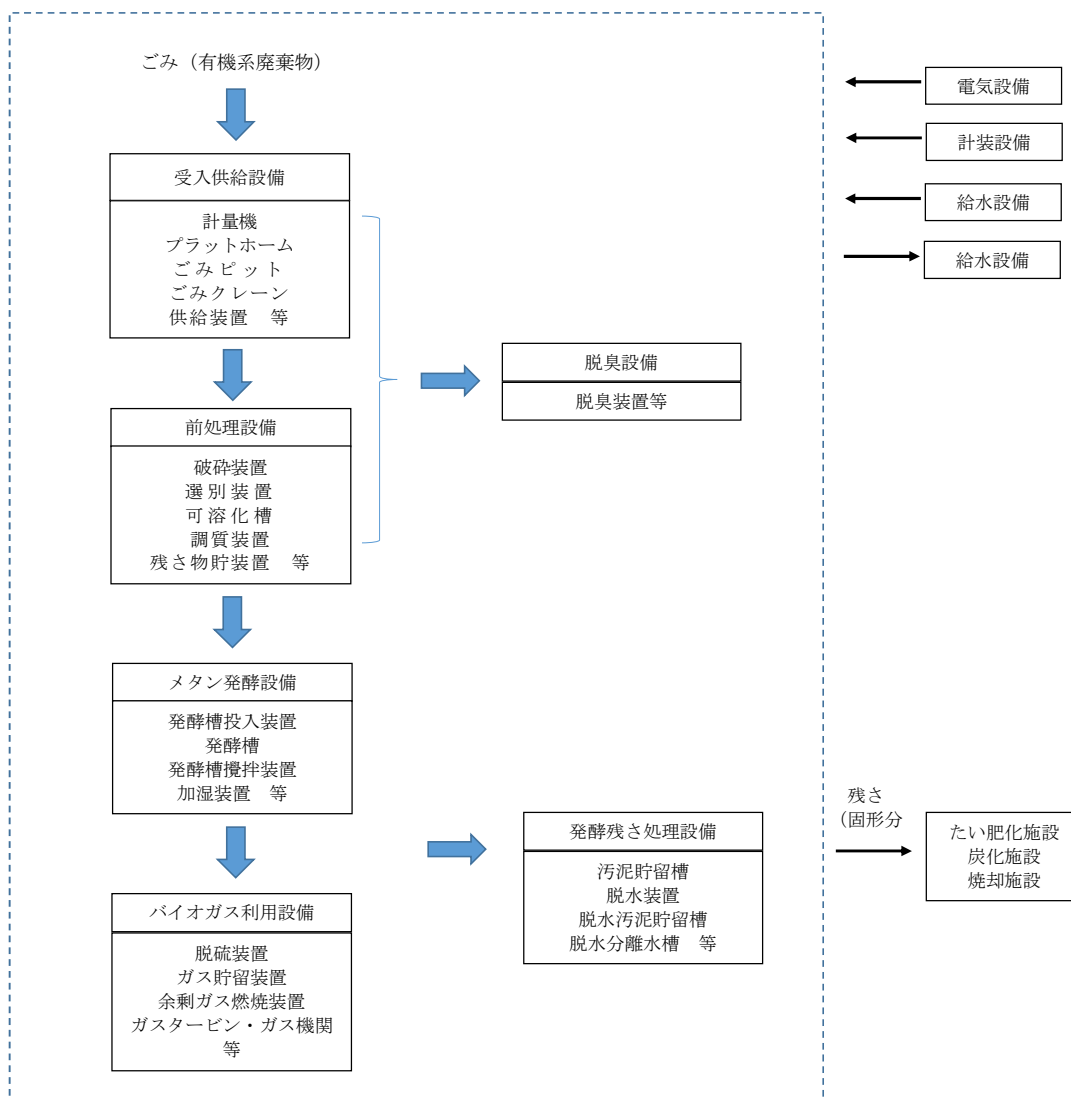 ごみ（有機系廃棄物）
受入供給設備
計量機
プラットホーム
ごみピット
ごみクレーン
供給装置　等
前処理設備
破砕装置
選別装置
可溶化槽
調質装置
残さ物貯装置　等
メタン発酵設備
発酵槽投入装置
発酵槽
発酵槽攪拌装置
加湿装置　等
バイオガス利用設備
脱硫装置
ガス貯留装置
余剰ガス燃焼装置
ガスタービン・ガス機関
等
脱臭設備
脱臭装置等
発酵残さ処理設備
汚泥貯留槽
脱水装置
脱水汚泥貯留槽
脱水分離水槽　等
電気設備
計装設備
給水設備
給水設備
残さ
（固形分
たい肥化施設
炭化施設
焼却施設